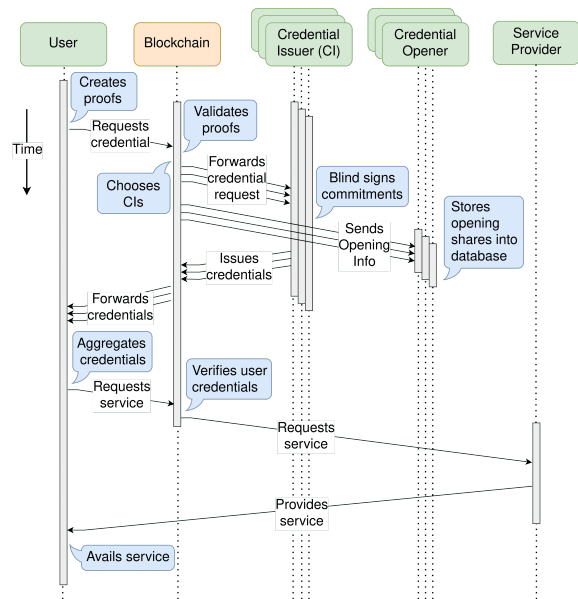 User
Blockchain
Credential
Issuer (CI)
Credential
Opener
Service
Provider
Creates
proofs
Validates
proofs
Requests
credential
Time
Forwards
credential
request
Chooses
CIs
Blind signs
commitments
Stores
opening
shares into
database
Sends
Opening
Info
Issues
credentials
Forwards
credentials
Aggregates
credentials
Verifies user
credentials
Requests
service
Requests
service
Provides
service
Avails service